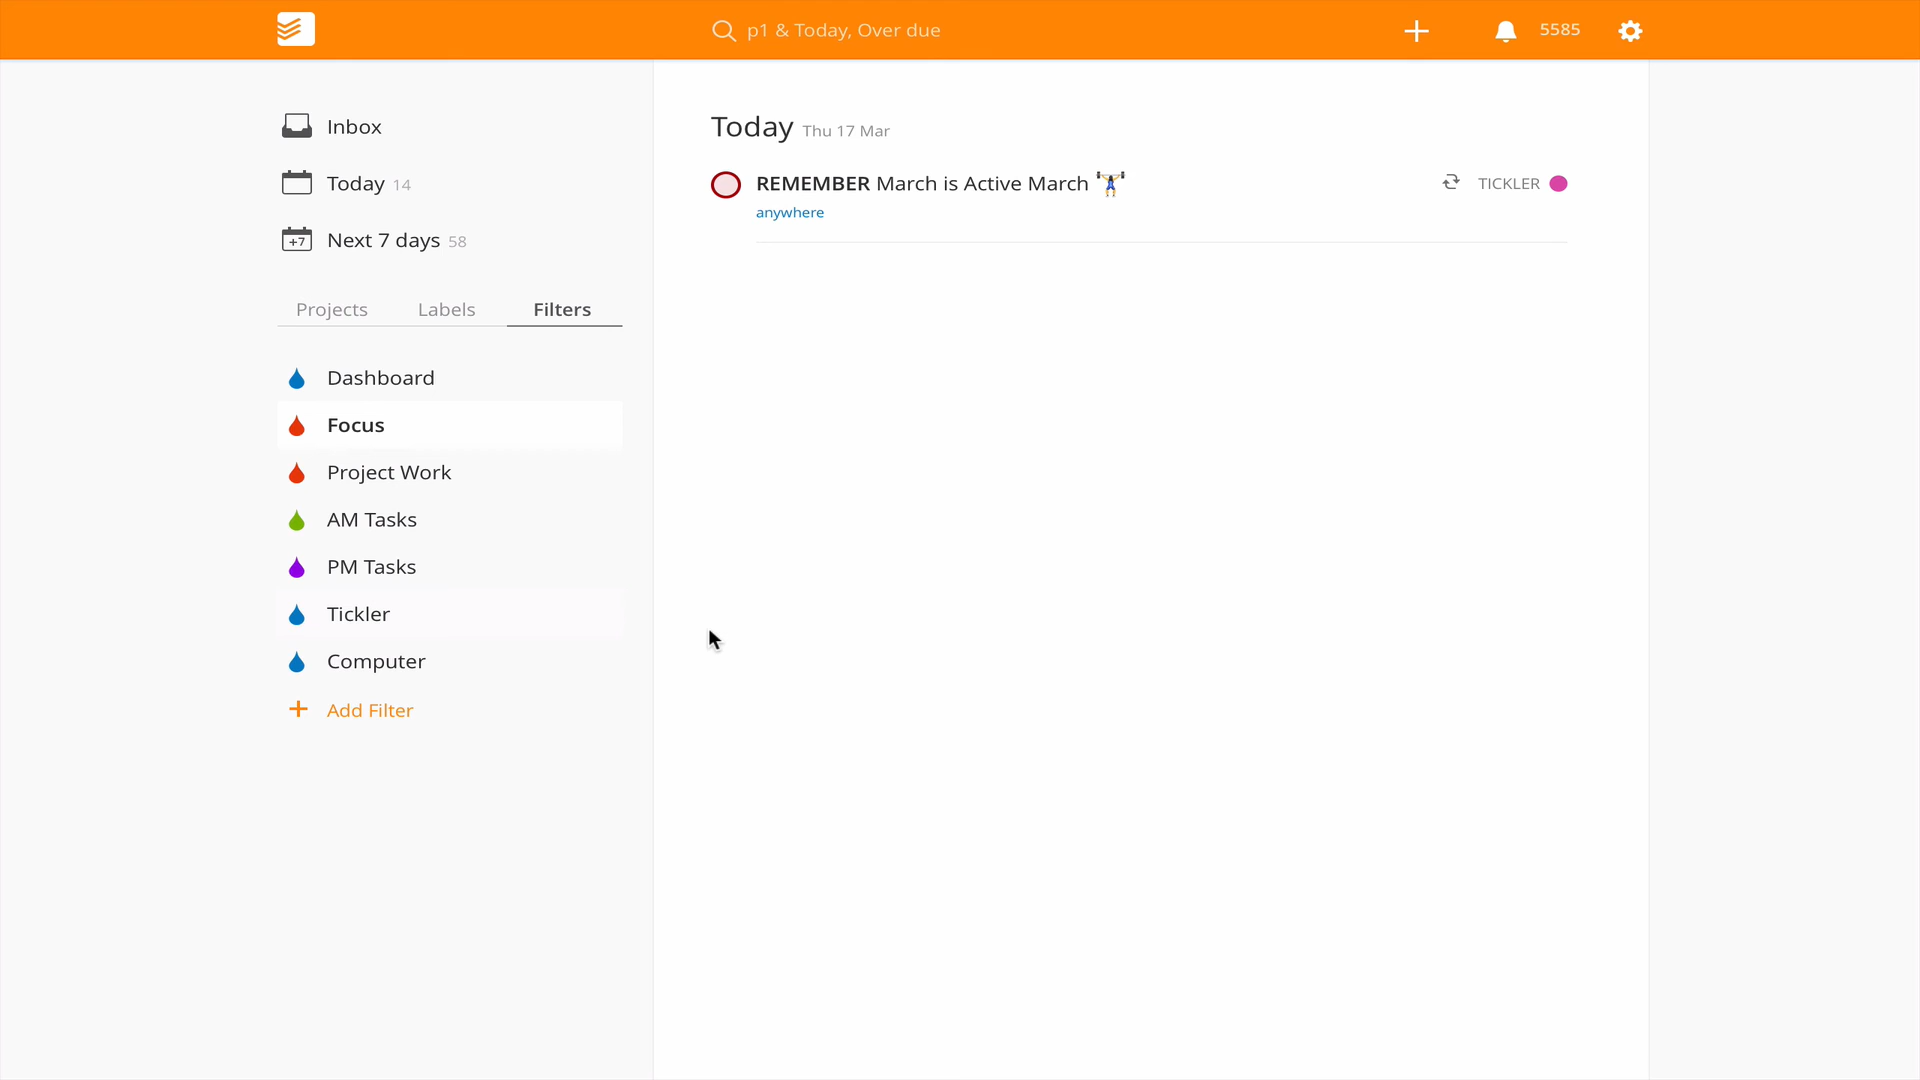 p1 & Today, Over due
5585
Inbox
Today 14
+7 Next 7 days 58
Projects Labels Filters
Dashboard
Focus
Project Work
AM Tasks
PM Tasks
Tickler
Computer
+ Add Filter
Today Thu 17 Mar
REMEMBER March is Active March 🏋 TICKLER
anywhere